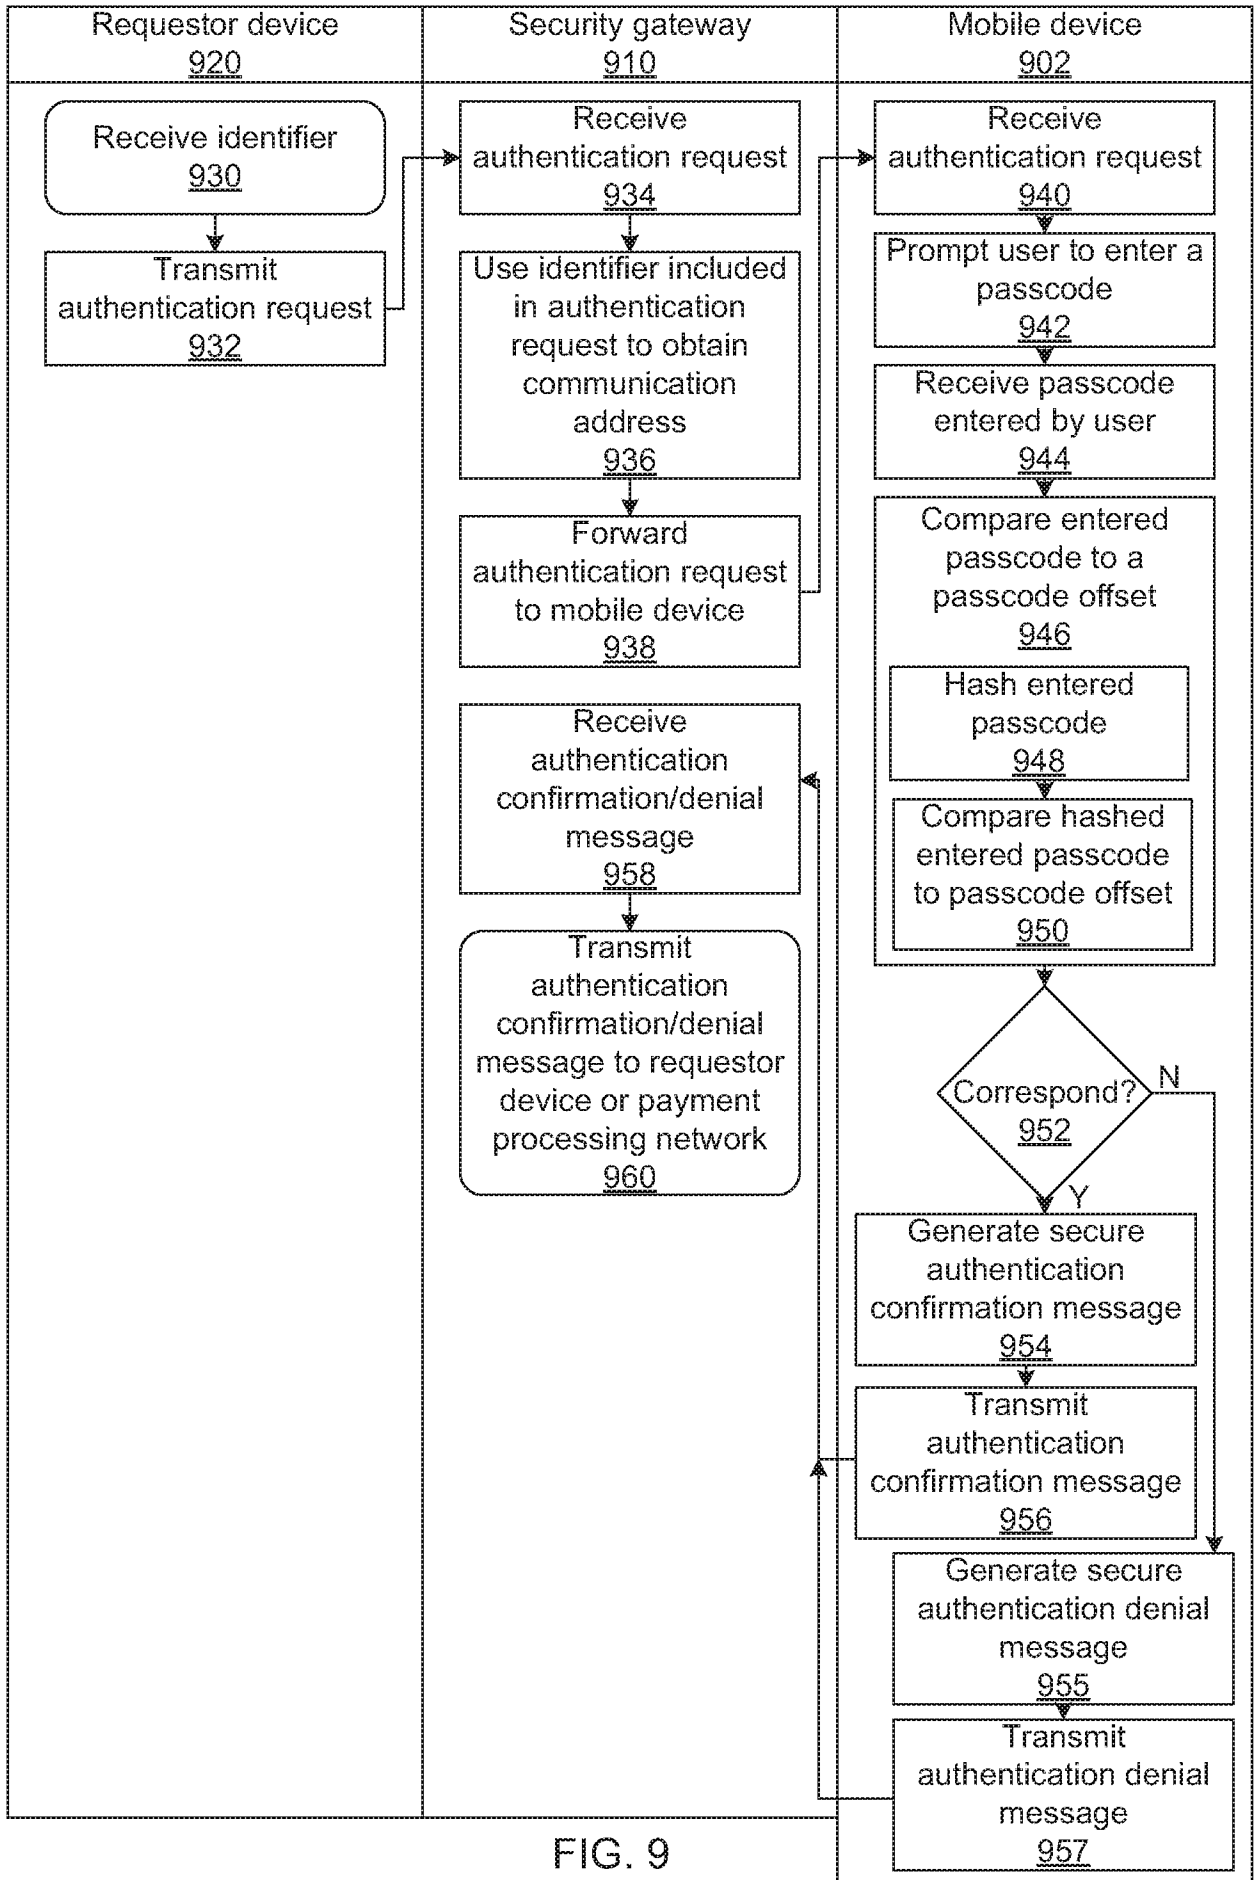 Requestor device
920
Security gateway
910
Mobile device
902
Receive identifier
930
Transmit
authentication request
932
Receive
authentication request
934
Use identifier included
in authentication
request to obtain
communication
address
936
Forward
authentication request
to mobile device
938
Receive
authentication
confirmation/denial
message
958
Transmit
authentication
confirmation/denial
message to requestor
device or payment
processing network
960
Receive
authentication request
940
Prompt user to enter a
passcode
942
Receive passcode
entered by user
944
Compare entered
passcode to a
passcode offset
946
Hash entered
passcode
948
Compare hashed
entered passcode
to passcode offset
950
Correspond?
952
N
Y
Generate secure
authentication
confirmation message
954
Transmit
authentication
confirmation message
956
Generate secure
authentication denial
message
955
Transmit
authentication denial
message
957
FIG. 9